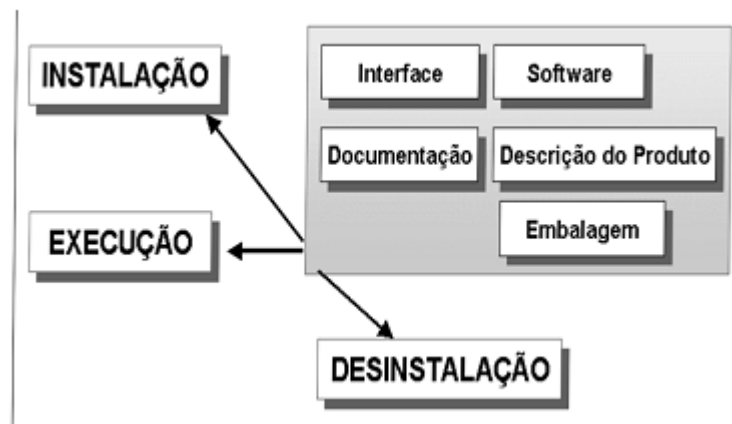 INSTALAÇÃO
Interface
Software
Documentação
Descrição do Produto
EXECUÇÃO
Embalagem
DESINSTALAÇÃO